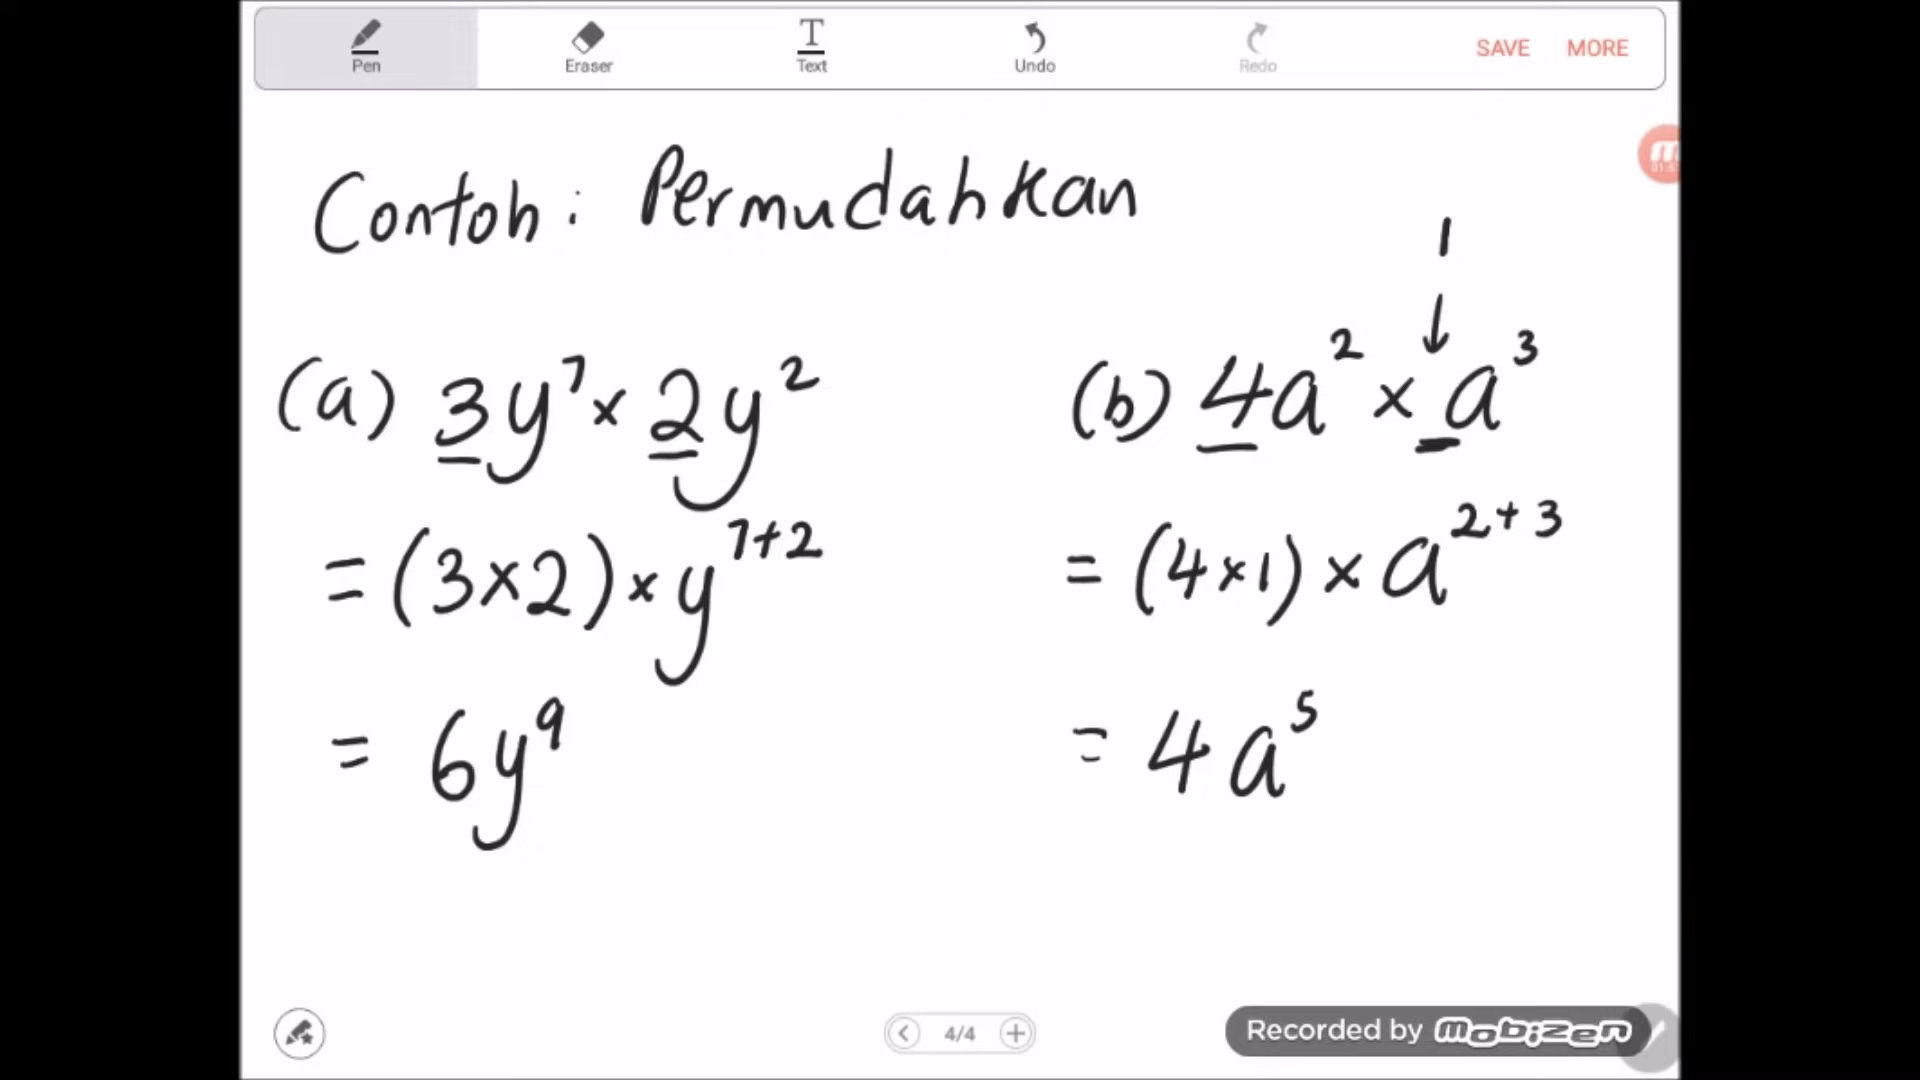 Pen
Eraser
Text
Undo
Redo
SAVE
MORE
Contoh : Permudahkan
(a) 3y⁷ × 2y²
= (3×2) × y⁷⁺²
= 6y⁹
1
↓
(b) 4a² × a³
= (4×1) × a²⁺³
= 4a⁵
4/4
Recorded by mobizen